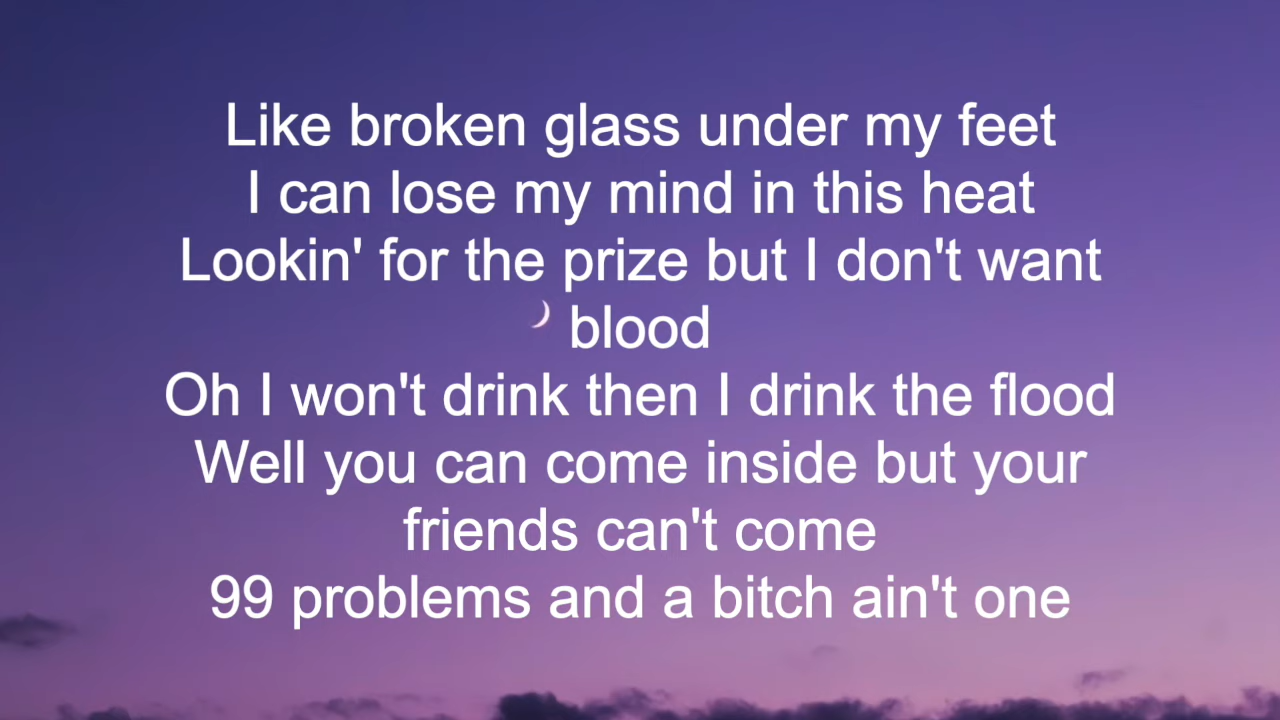 Like broken glass under my feet
I can lose my mind in this heat
Lookin' for the prize but I don't want
blood
Oh I won't drink then I drink the flood
Well you can come inside but your
friends can't come
99 problems and a bitch ain't one